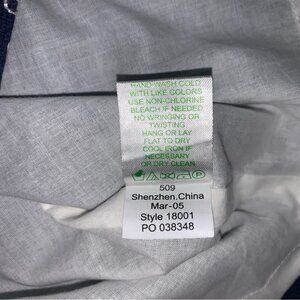 HAND WASH COLD
WITH LIKE COLORS
USE NON-CHLORINE
BLEACH IF NEEDED
NO WRINGING OR
TWISTING
HANG OR LAY
FLAT TO DRY
COOL IRON IF
NECESSARY
OR DRY CLEAN
509
Shenzhen.China
Mar-05
Style 18001
PO 038348